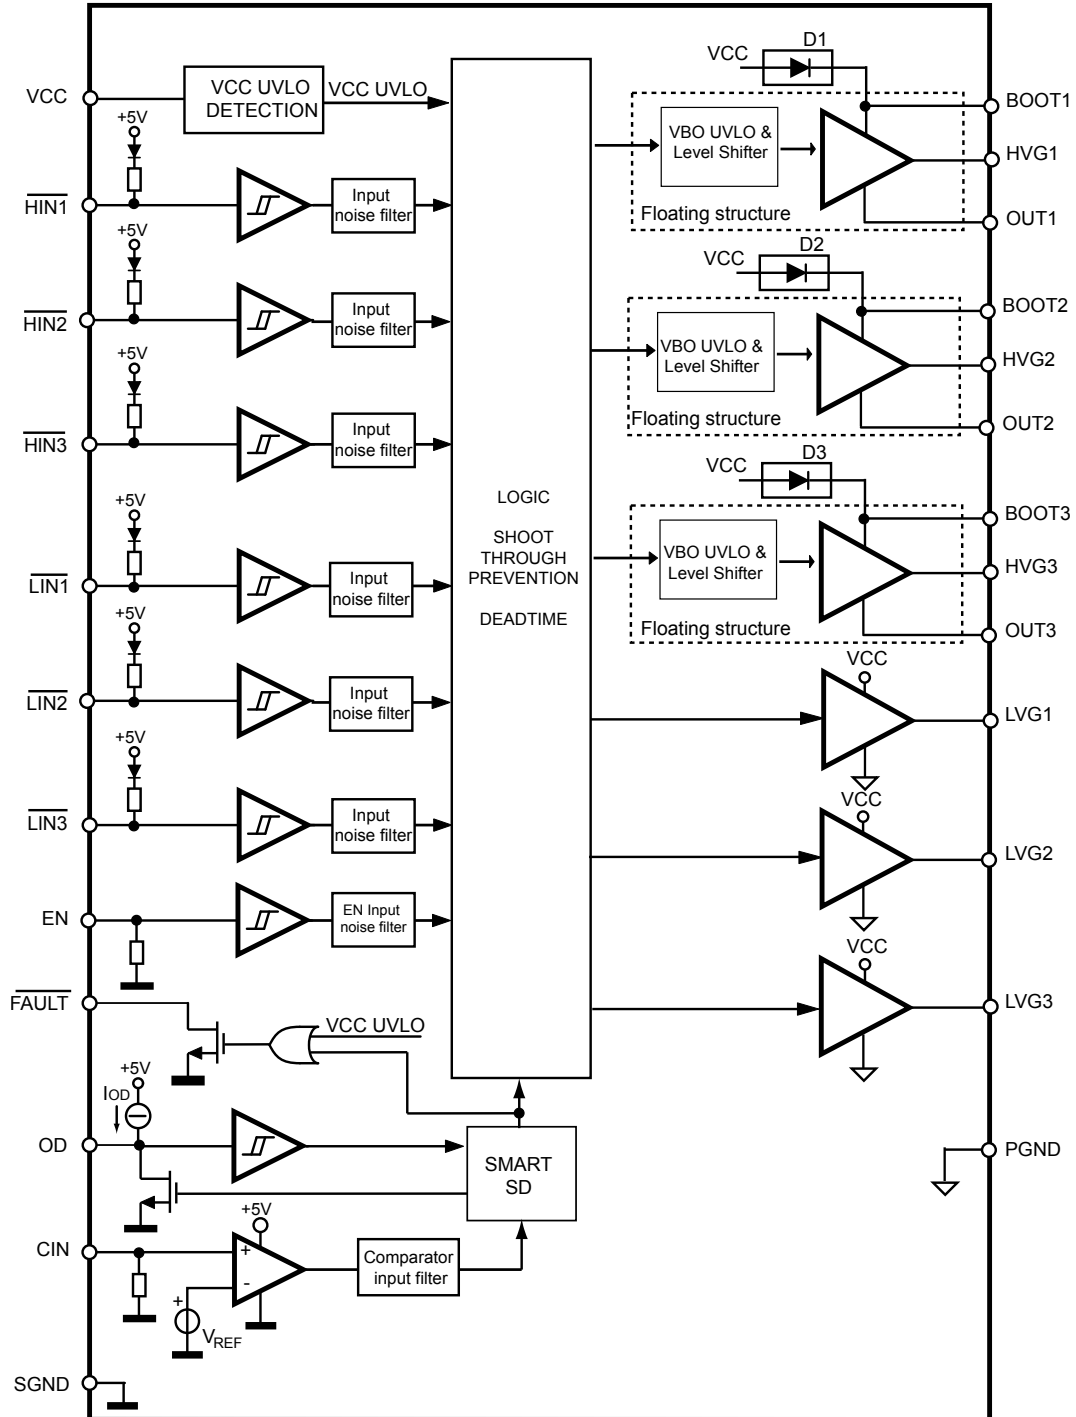 D1
VCC
VCC
VCC UVLO
DETECTION
VCC UVLO
BOOT1
+5V
VBO UVLO &
Level Shifter
HVG1
HIN1
Input
noise filter
Floating structure
OUT1
+5V
D2
VCC
HIN2
Input
noise filter
BOOT2
VBO UVLO &
Level Shifter
HVG2
+5V
HIN3
Input
noise filter
Floating structure
OUT2
D3
VCC
LOGIC
SHOOT
THROUGH
PREVENTION
DEADTIME
+5V
BOOT3
VBO UVLO &
Level Shifter
HVG3
LIN1
Input
noise filter
Floating structure
OUT3
+5V
VCC
LIN2
Input
noise filter
LVG1
+5V
VCC
LIN3
Input
noise filter
LVG2
EN
EN Input
noise filter
VCC
FAULT
VCC UVLO
LVG3
+5V
IOD
OD
SMART
SD
PGND
+5V
CIN
+
-
Comparator
input filter
+
VREF
SGND